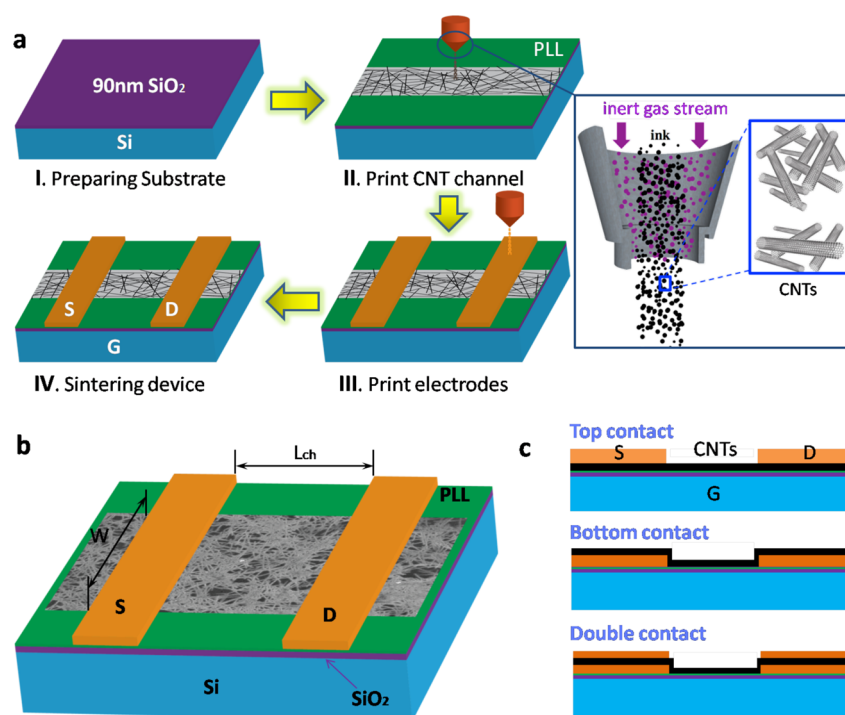 a
90nm SiO₂
Si
I. Preparing Substrate
PLL
II. Print CNT channel
inert gas stream
ink
CNTs
S
D
G
IV. Sintering device
III. Print electrodes
b
Lch
PLL
W
S
D
Si
SiO₂
c
Top contact
S CNTs D
G
Bottom contact
Double contact